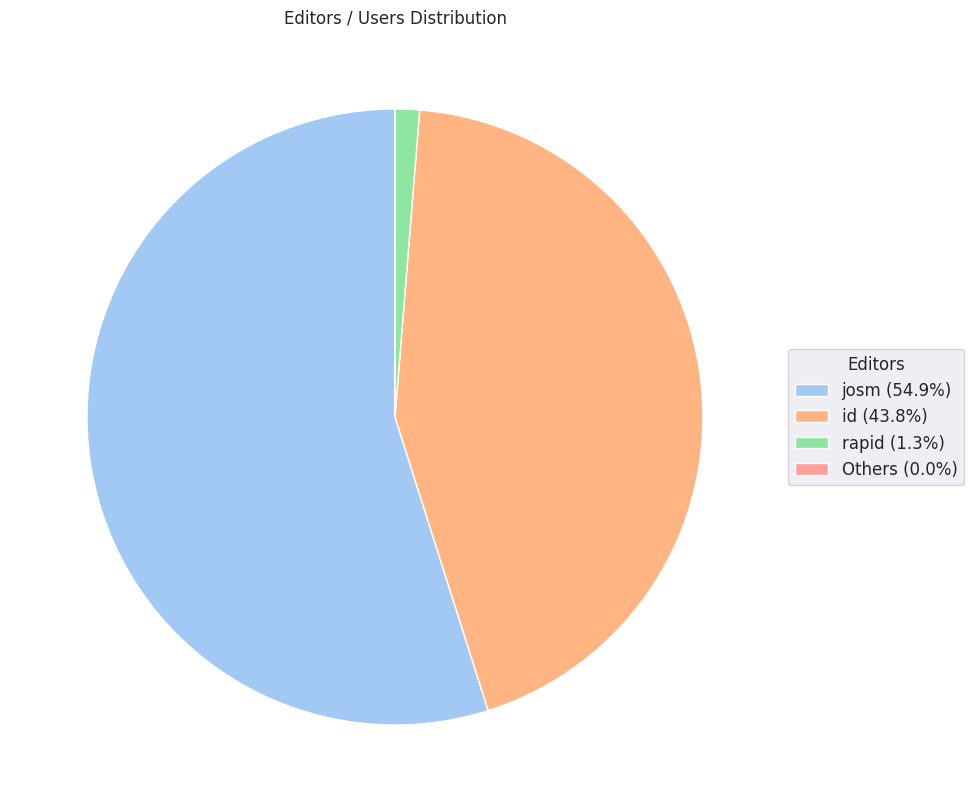 Editors / Users Distribution
Editors
josm (54.9%)
id (43.8%)
rapid (1.3%)
Others (0.0%)